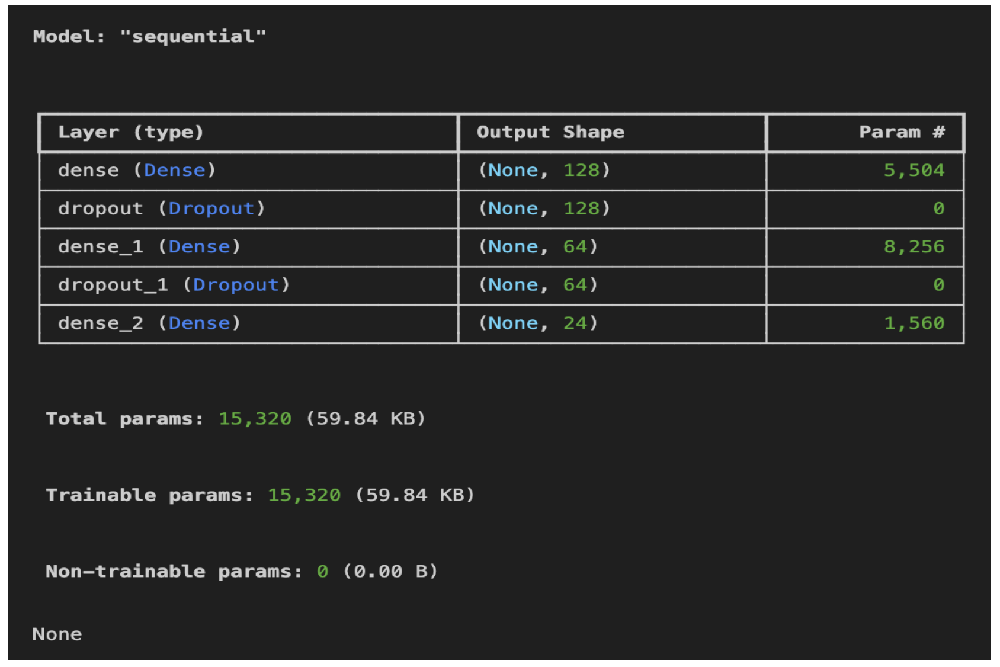 Model: "sequential"
Layer (type) Output Shape Param #
dense (Dense) (None, 128) 5,504
dropout (Dropout) (None, 128) 0
dense_1 (Dense) (None, 64) 8,256
dropout_1 (Dropout) (None, 64) 0
dense_2 (Dense) (None, 24) 1,560
Total params: 15,320 (59.84 KB)
Trainable params: 15,320 (59.84 KB)
Non-trainable params: 0 (0.00 B)
None